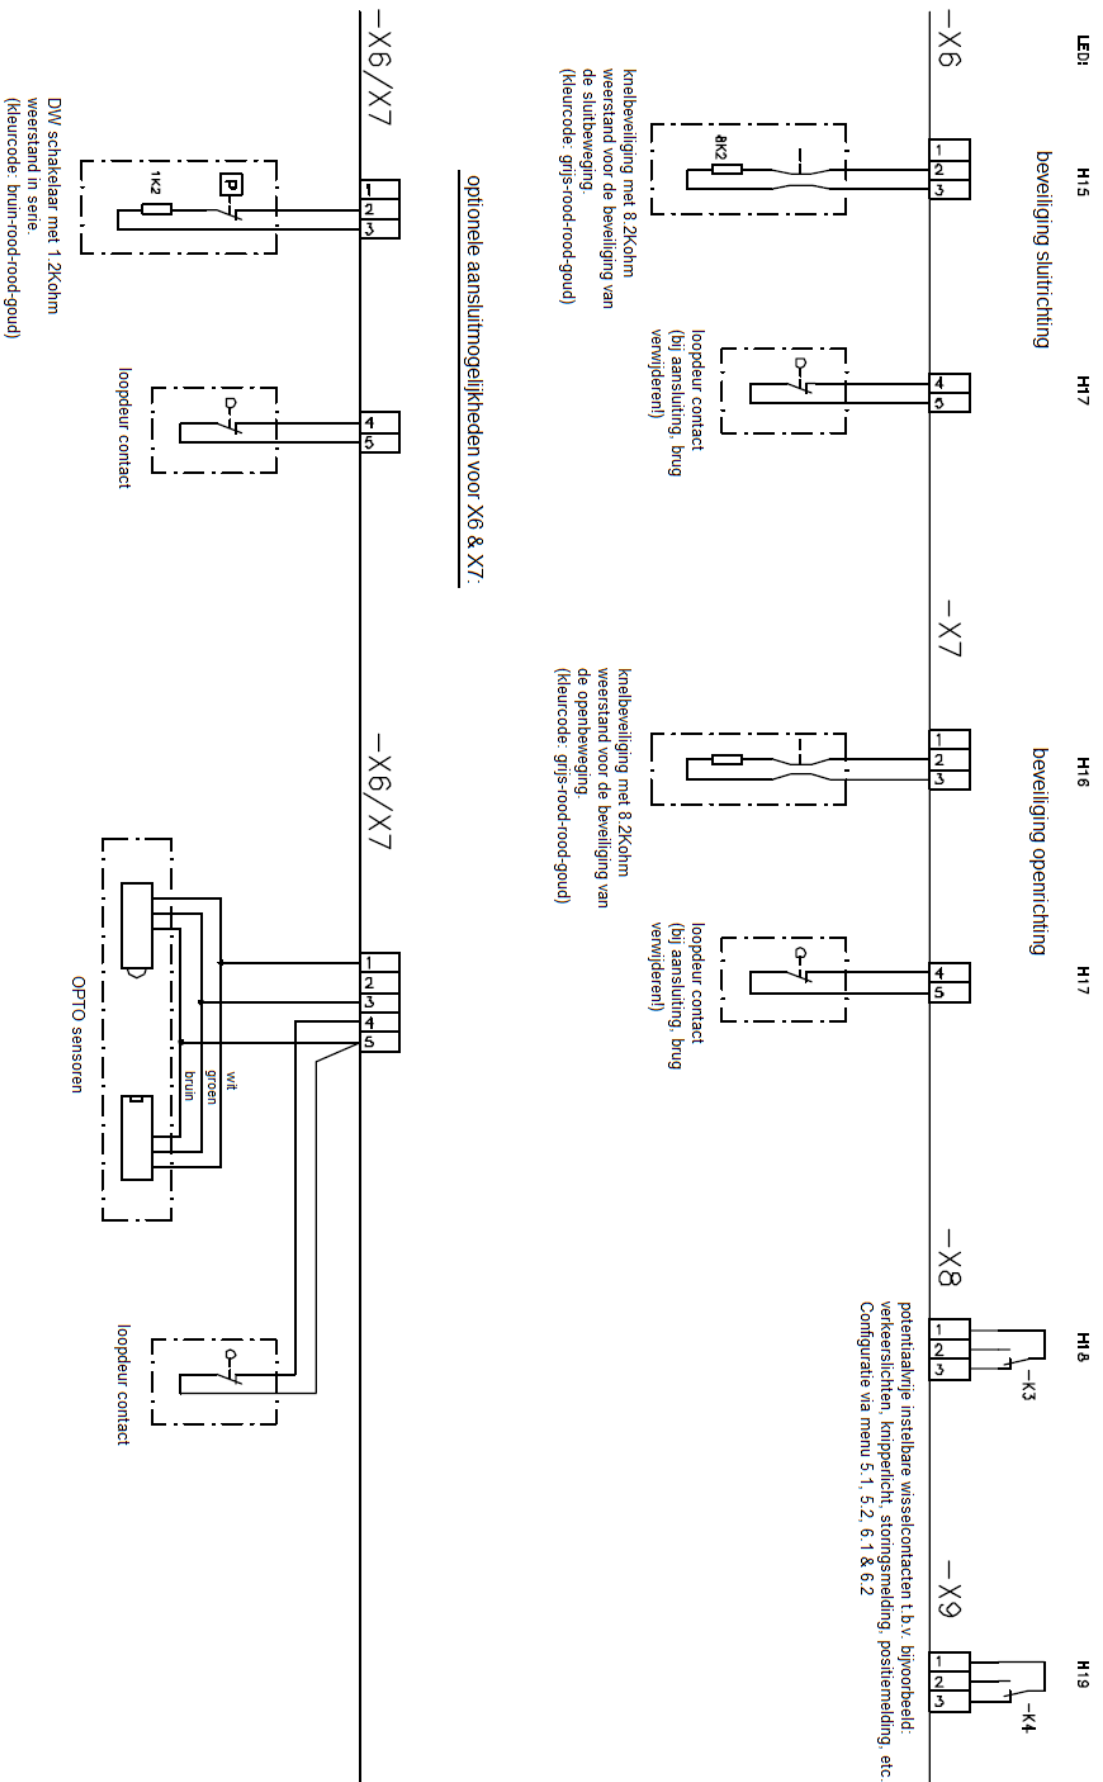 LED!
H15
H17
H16
H17
H18
H19
beveiliging sluitrichting
beveiliging openrichting
-X6
-X7
-X8
-X9
1
2
3
4
5
1
2
3
4
5
1
2
3
-K3
1
2
3
-K4
8K2
knelbeveiliging met 8.2Kohm
weerstand voor de beveiliging van
de sluitbeweging.
(kleurcode: grijs-rood-rood-goud)
loopdeur contact
(bij aansluiting, brug
verwijderen!)
knelbeveiliging met 8.2Kohm
weerstand voor de beveiliging van
de openbeweging.
(kleurcode: grijs-rood-rood-goud)
loopdeur contact
(bij aansluiting, brug
verwijderen!)
potentiaalvrije instelbare wisselcontacten t.b.v. bijvoorbeeld:
verkeerslichten, knipperlicht, storingsmelding, positiemelding, etc.
Configuratie via menu 5.1, 5.2, 6.1 & 6.2
optionele aansluitmogelijkheden voor X6 & X7:
-X6/X7
-X6/X7
1
2
3
4
5
1
2
3
4
5
P
1K2
DW schakelaar met 1.2Kohm
weerstand in serie.
(kleurcode: bruin-rood-rood-goud)
loopdeur contact
wit
groen
bruin
OPTO sensoren
loopdeur contact